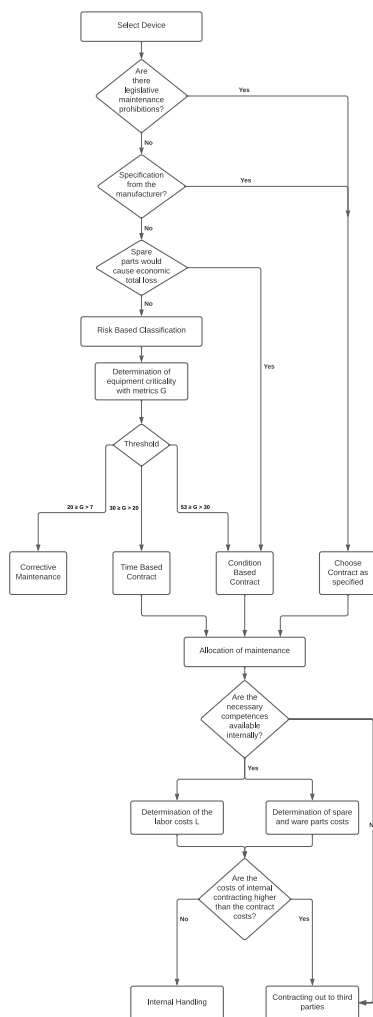 Select Device
Are
there
legislative
maintenance
prohibitions?
Yes
No
Specification
from the
manufacturer?
Yes
No
Spare
parts would
cause economic
total loss
No
Yes
Risk Based Classification
Determination of
equipment criticality
with metrics G
Threshold
20 ≥ G > 7
30 ≥ G > 20
53 ≥ G > 30
Corrective
Maintenance
Time Based
Contract
Condition
Based
Contract
Choose
Contract as
specified
Allocation of maintenance
Are the
necessary
competences
available
internally?
Yes
N
Determination of the
labor costs L
Determination of spare
and ware parts costs
Are the
costs of internal
contracting higher
than the contract
costs?
No
Yes
Internal Handling
Contracting out to third
parties